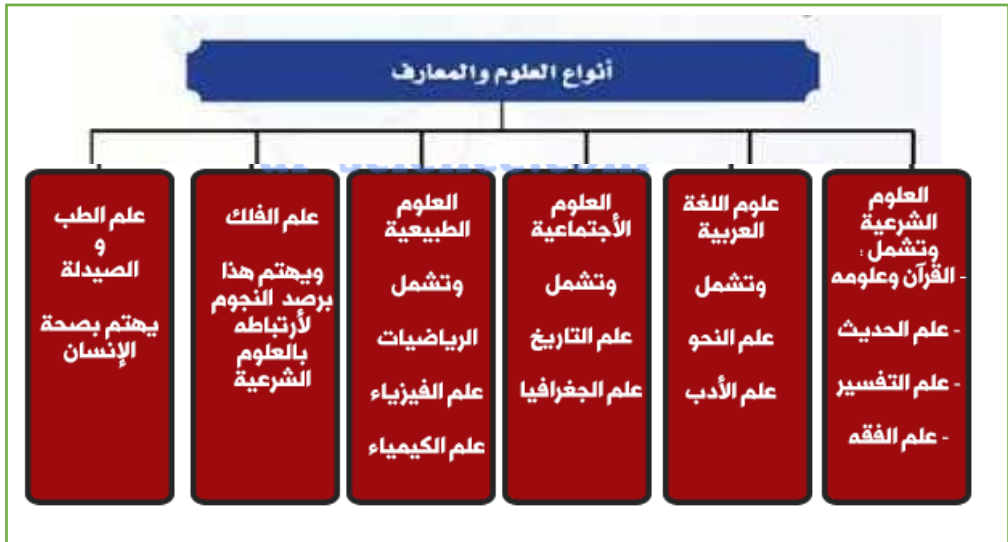 أنواع العلوم والمعارف
العلوم
الشرعية
وتشمل :
- القرآن وعلومه
- علم الحديث
- علم التفسير
- علم الفقه
علوم اللغة
العربية
وتشمل
علم النحو
علم الأدب
العلوم
الأجتماعية
وتشمل
علم التاريخ
علم الجغرافيا
العلوم
الطبيعية
وتشمل
الرياضيات
علم الفيزياء
علم الكيمياء
علم الفلك
ويهتم هذا
برصد النجوم
لأرتباطه
بالعلوم
الشرعية
علم الطب
و
الصيدلة
يهتم بصحة
الإنسان